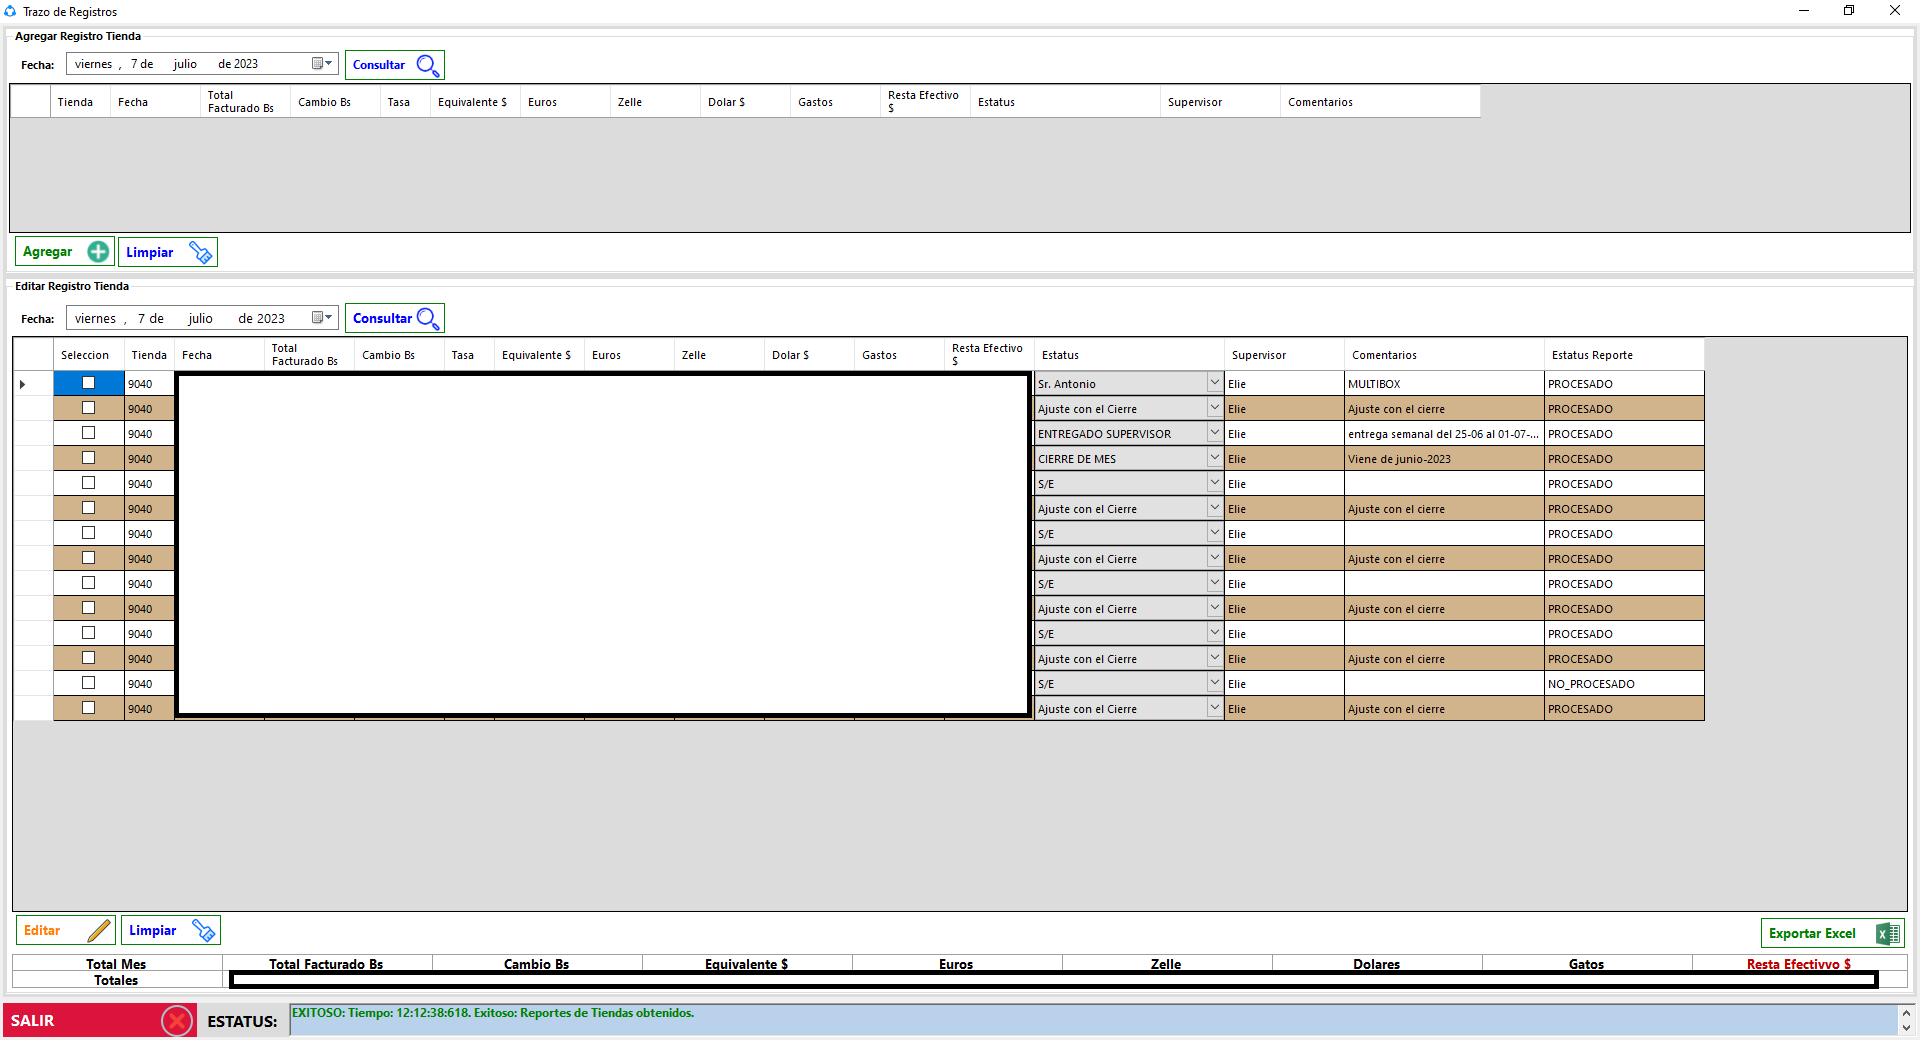 Trazo de Registros
Agregar Registro Tienda
Fecha: viernes , 7 de julio de 2023 Consultar
Tienda Fecha Total Facturado Bs Cambio Bs Tasa Equivalente $ Euros Zelle Dolar $ Gastos Resta Efectivo $ Estatus Supervisor Comentarios
Agregar Limpiar
Editar Registro Tienda
Fecha: viernes , 7 de julio de 2023 Consultar
Seleccion Tienda Fecha Total Facturado Bs Cambio Bs Tasa Equivalente $ Euros Zelle Dolar $ Gastos Resta Efectivo $ Estatus Supervisor Comentarios Estatus Reporte
9040 Sr. Antonio Elie MULTIBOX PROCESADO
9040 Ajuste con el Cierre Elie Ajuste con el cierre PROCESADO
9040 ENTREGADO SUPERVISOR Elie entrega semanal del 25-06 al 01-07-... PROCESADO
9040 CIERRE DE MES Elie Viene de junio-2023 PROCESADO
9040 S/E Elie PROCESADO
9040 Ajuste con el Cierre Elie Ajuste con el cierre PROCESADO
9040 S/E Elie PROCESADO
9040 Ajuste con el Cierre Elie Ajuste con el cierre PROCESADO
9040 S/E Elie PROCESADO
9040 Ajuste con el Cierre Elie Ajuste con el cierre PROCESADO
9040 S/E Elie PROCESADO
9040 Ajuste con el Cierre Elie Ajuste con el cierre PROCESADO
9040 S/E Elie NO_PROCESADO
9040 Ajuste con el Cierre Elie Ajuste con el cierre PROCESADO
Editar Limpiar Exportar Excel
Total Mes Total Facturado Bs Cambio Bs Equivalente $ Euros Zelle Dolares Gatos Resta Efectivvo $
Totales
SALIR ESTATUS: EXITOSO: Tiempo: 12:12:38:618. Exitoso: Reportes de Tiendas obtenidos.